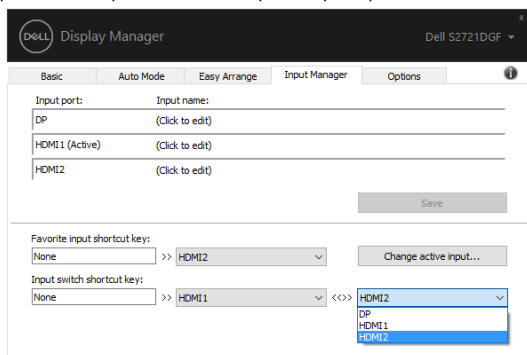 x
DELL Display Manager Dell S2721DGF
Basic Auto Mode Easy Arrange Input Manager Options i
Input port: Input name:
DP (Click to edit)
HDMI1 (Active) (Click to edit)
HDMI2 (Click to edit)
Save
Favorite input shortcut key:
None >> HDMI2 Change active input...
Input switch shortcut key:
None >> HDMI1 <<>> HDMI2
DP
HDMI1
HDMI2